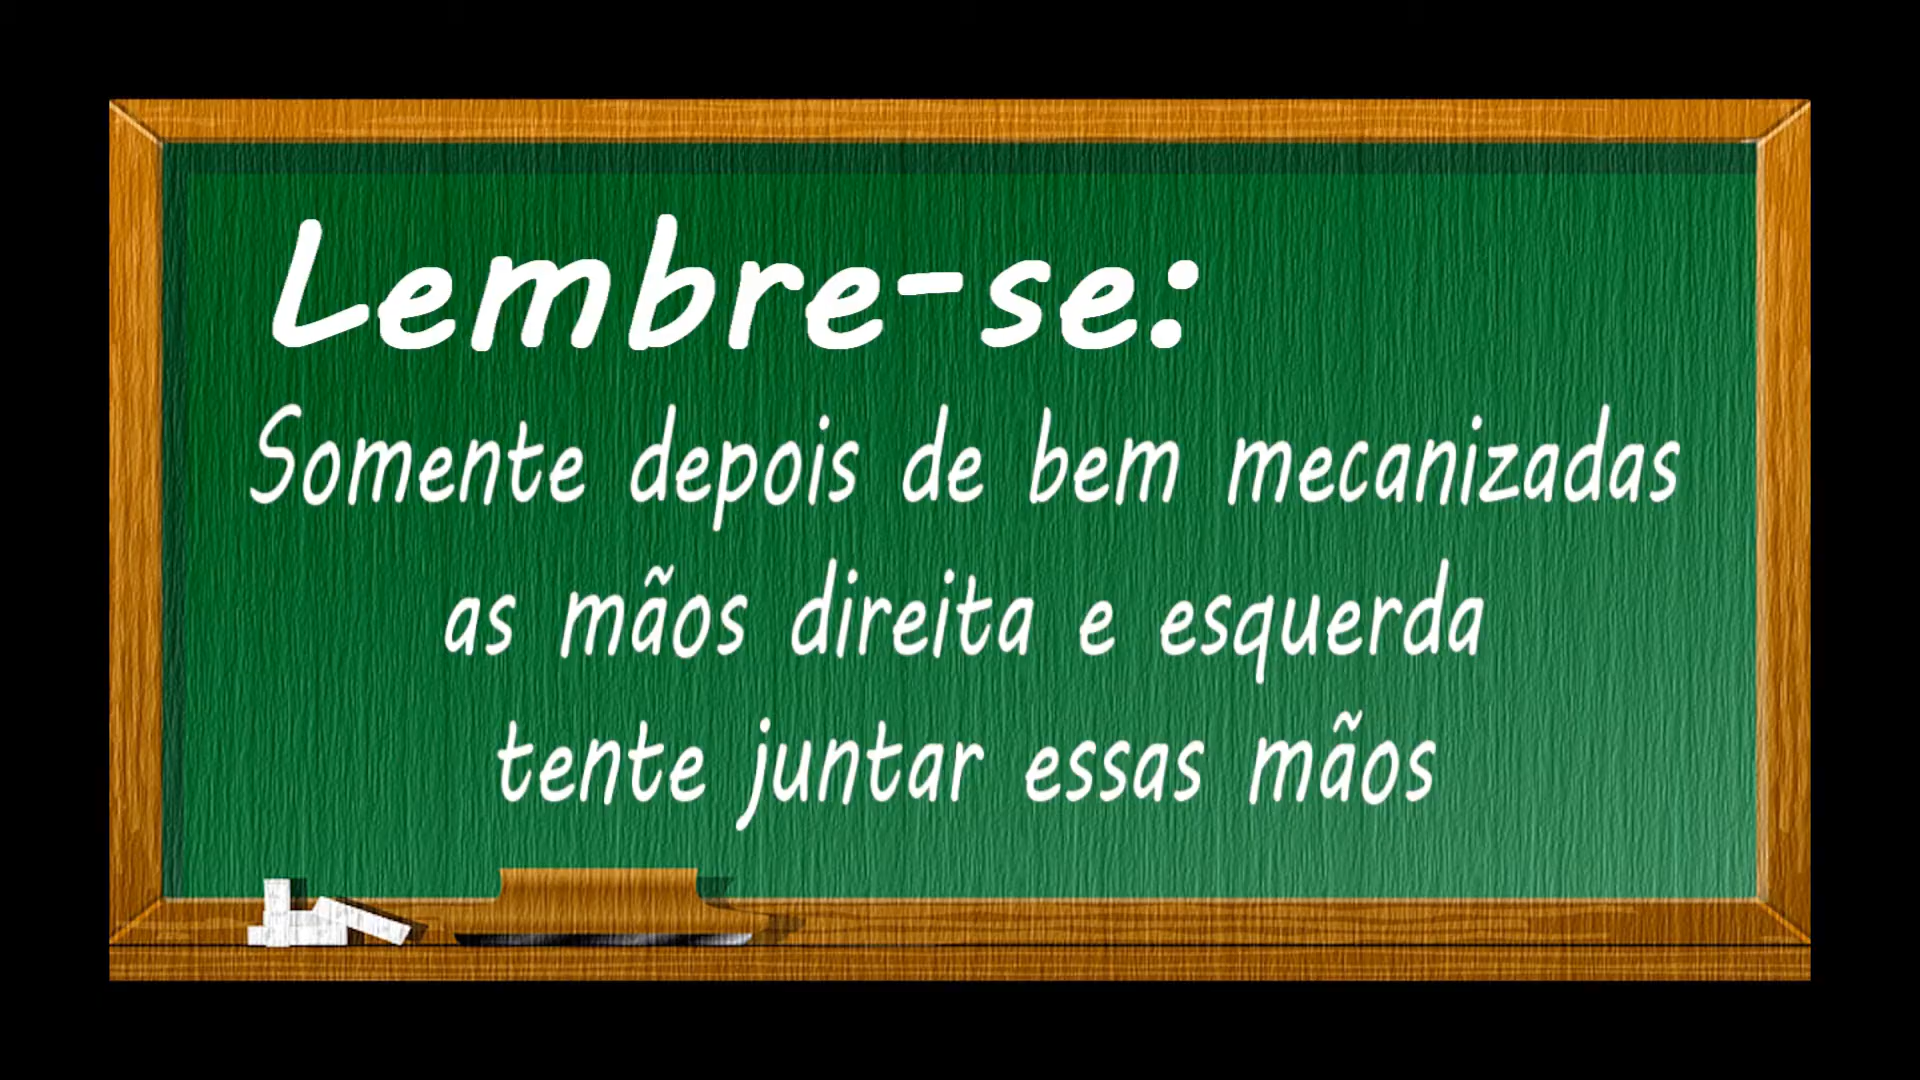 Lembre-se:
Somente depois de bem mecanizadas
as mãos direita e esquerda
tente juntar essas mãos